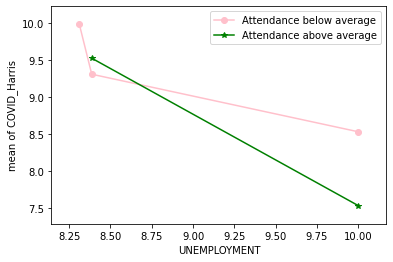 Attendance below average
Attendance above average
10.0
9.5
9.0
8.5
8.0
7.5
mean of COVID_Harris
8.25 8.50 8.75 9.00 9.25 9.50 9.75 10.00
UNEMPLOYMENT